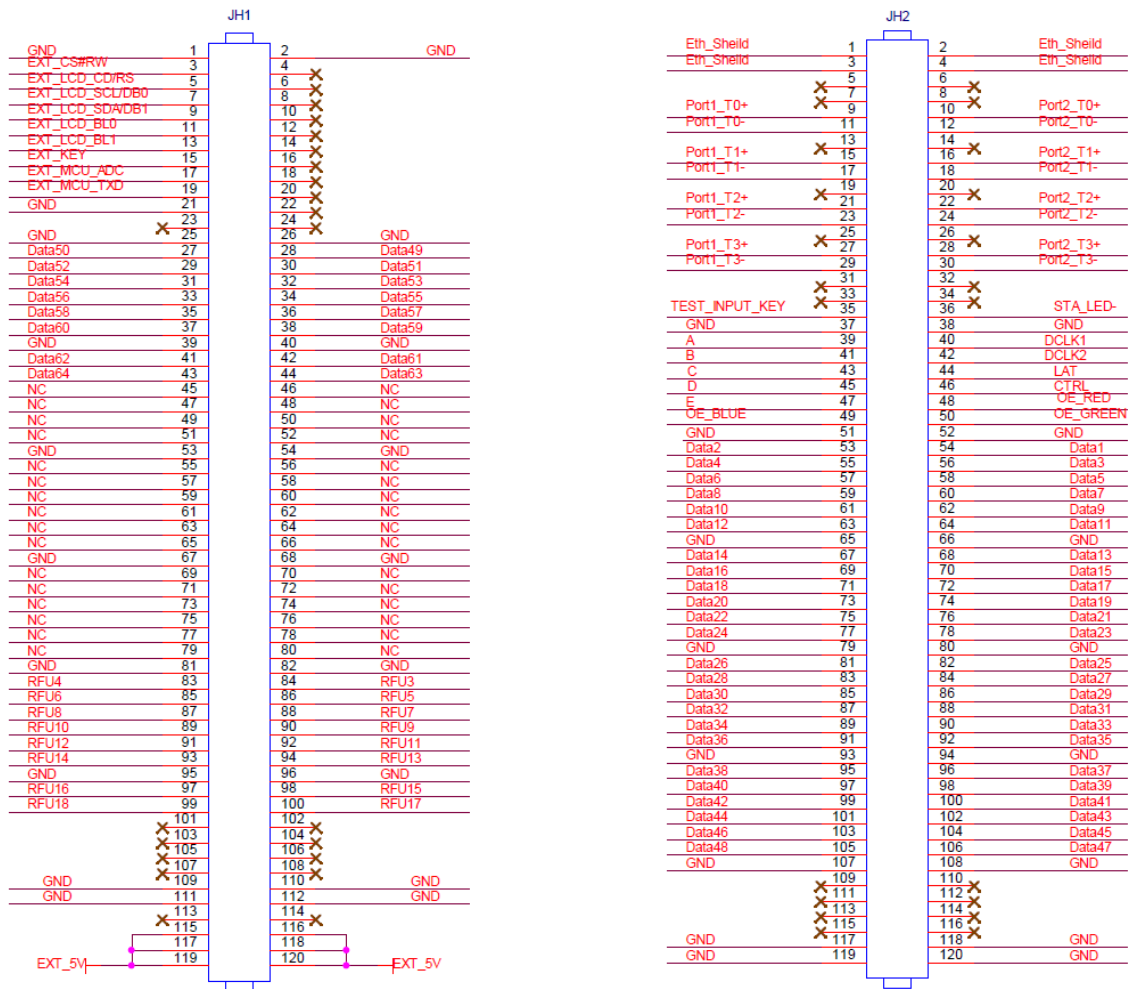 JH1
GND 1 2 GND
EXT_CS#RW 3 4
EXT_LCD_CD/RS 5 6
EXT_LCD_SCL/DB0 7 8
EXT_LCD_SDA/DB1 9 10
EXT_LCD_BL0 11 12
EXT_LCD_BL1 13 14
EXT_KEY 15 16
EXT_MCU_ADC 17 18
EXT_MCU_TXD 19 20
GND 21 22
23 24
GND 25 26 GND
Data50 27 28 Data49
Data52 29 30 Data51
Data54 31 32 Data53
Data56 33 34 Data55
Data58 35 36 Data57
Data60 37 38 Data59
GND 39 40 GND
Data62 41 42 Data61
Data64 43 44 Data63
NC 45 46 NC
NC 47 48 NC
NC 49 50 NC
NC 51 52 NC
GND 53 54 GND
NC 55 56 NC
NC 57 58 NC
NC 59 60 NC
NC 61 62 NC
NC 63 64 NC
NC 65 66 NC
GND 67 68 GND
NC 69 70 NC
NC 71 72 NC
NC 73 74 NC
NC 75 76 NC
NC 77 78 NC
NC 79 80 NC
GND 81 82 GND
RFU4 83 84 RFU3
RFU6 85 86 RFU5
RFU8 87 88 RFU7
RFU10 89 90 RFU9
RFU12 91 92 RFU11
RFU14 93 94 RFU13
GND 95 96 GND
RFU16 97 98 RFU15
RFU18 99 100 RFU17
101 102
103 104
105 106
107 108
GND 109 110 GND
GND 111 112 GND
113 114
115 116
117 118
EXT_5V 119 120 EXT_5V
JH2
Eth_Sheild 1 2 Eth_Sheild
Eth_Sheild 3 4 Eth_Sheild
5 6
7 8
Port1_T0+ 9 10 Port2_T0+
Port1_T0- 11 12 Port2_T0-
13 14
Port1_T1+ 15 16 Port2_T1+
Port1_T1- 17 18 Port2_T1-
19 20
Port1_T2+ 21 22 Port2_T2+
Port1_T2- 23 24 Port2_T2-
25 26
Port1_T3+ 27 28 Port2_T3+
Port1_T3- 29 30 Port2_T3-
31 32
33 34
TEST_INPUT_KEY 35 36 STA_LED-
GND 37 38 GND
A 39 40 DCLK1
B 41 42 DCLK2
C 43 44 LAT
D 45 46 CTRL
E 47 48 OE_RED
OE_BLUE 49 50 OE_GREEN
GND 51 52 GND
Data2 53 54 Data1
Data4 55 56 Data3
Data6 57 58 Data5
Data8 59 60 Data7
Data10 61 62 Data9
Data12 63 64 Data11
GND 65 66 GND
Data14 67 68 Data13
Data16 69 70 Data15
Data18 71 72 Data17
Data20 73 74 Data19
Data22 75 76 Data21
Data24 77 78 Data23
GND 79 80 GND
Data26 81 82 Data25
Data28 83 84 Data27
Data30 85 86 Data29
Data32 87 88 Data31
Data34 89 90 Data33
Data36 91 92 Data35
GND 93 94 GND
Data38 95 96 Data37
Data40 97 98 Data39
Data42 99 100 Data41
Data44 101 102 Data43
Data46 103 104 Data45
Data48 105 106 Data47
GND 107 108 GND
109 110
111 112
113 114
115 116
GND 117 118 GND
GND 119 120 GND